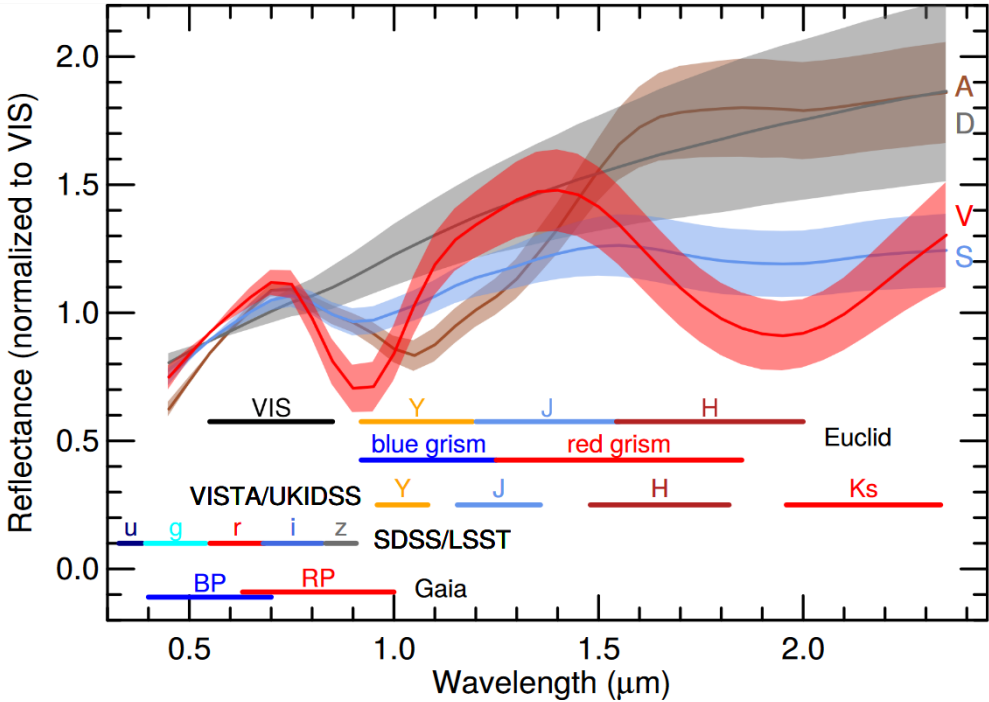 Reflectance (normalized to VIS)
2.0
1.5
1.0
0.5
0.0
A
D
V
S
VIS
Y
J
H
Euclid
blue grism
red grism
VISTA/UKIDSS
Y
J
H
Ks
u
g
r
i
z
SDSS/LSST
BP
RP
Gaia
0.5
1.0
1.5
2.0
Wavelength (μm)